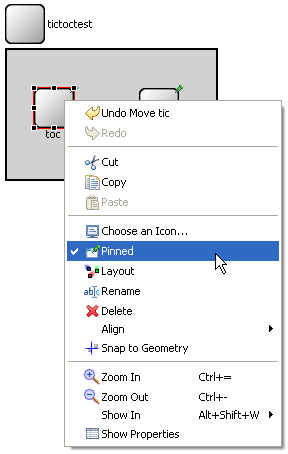 tictoctest
toc
Undo Move tic
Redo
Cut
Copy
Paste
Choose an Icon...
Pinned
Layout
Rename
Delete
Align
Snap to Geometry
Zoom In Ctrl+=
Zoom Out Ctrl+-
Show In Alt+Shift+W
Show Properties